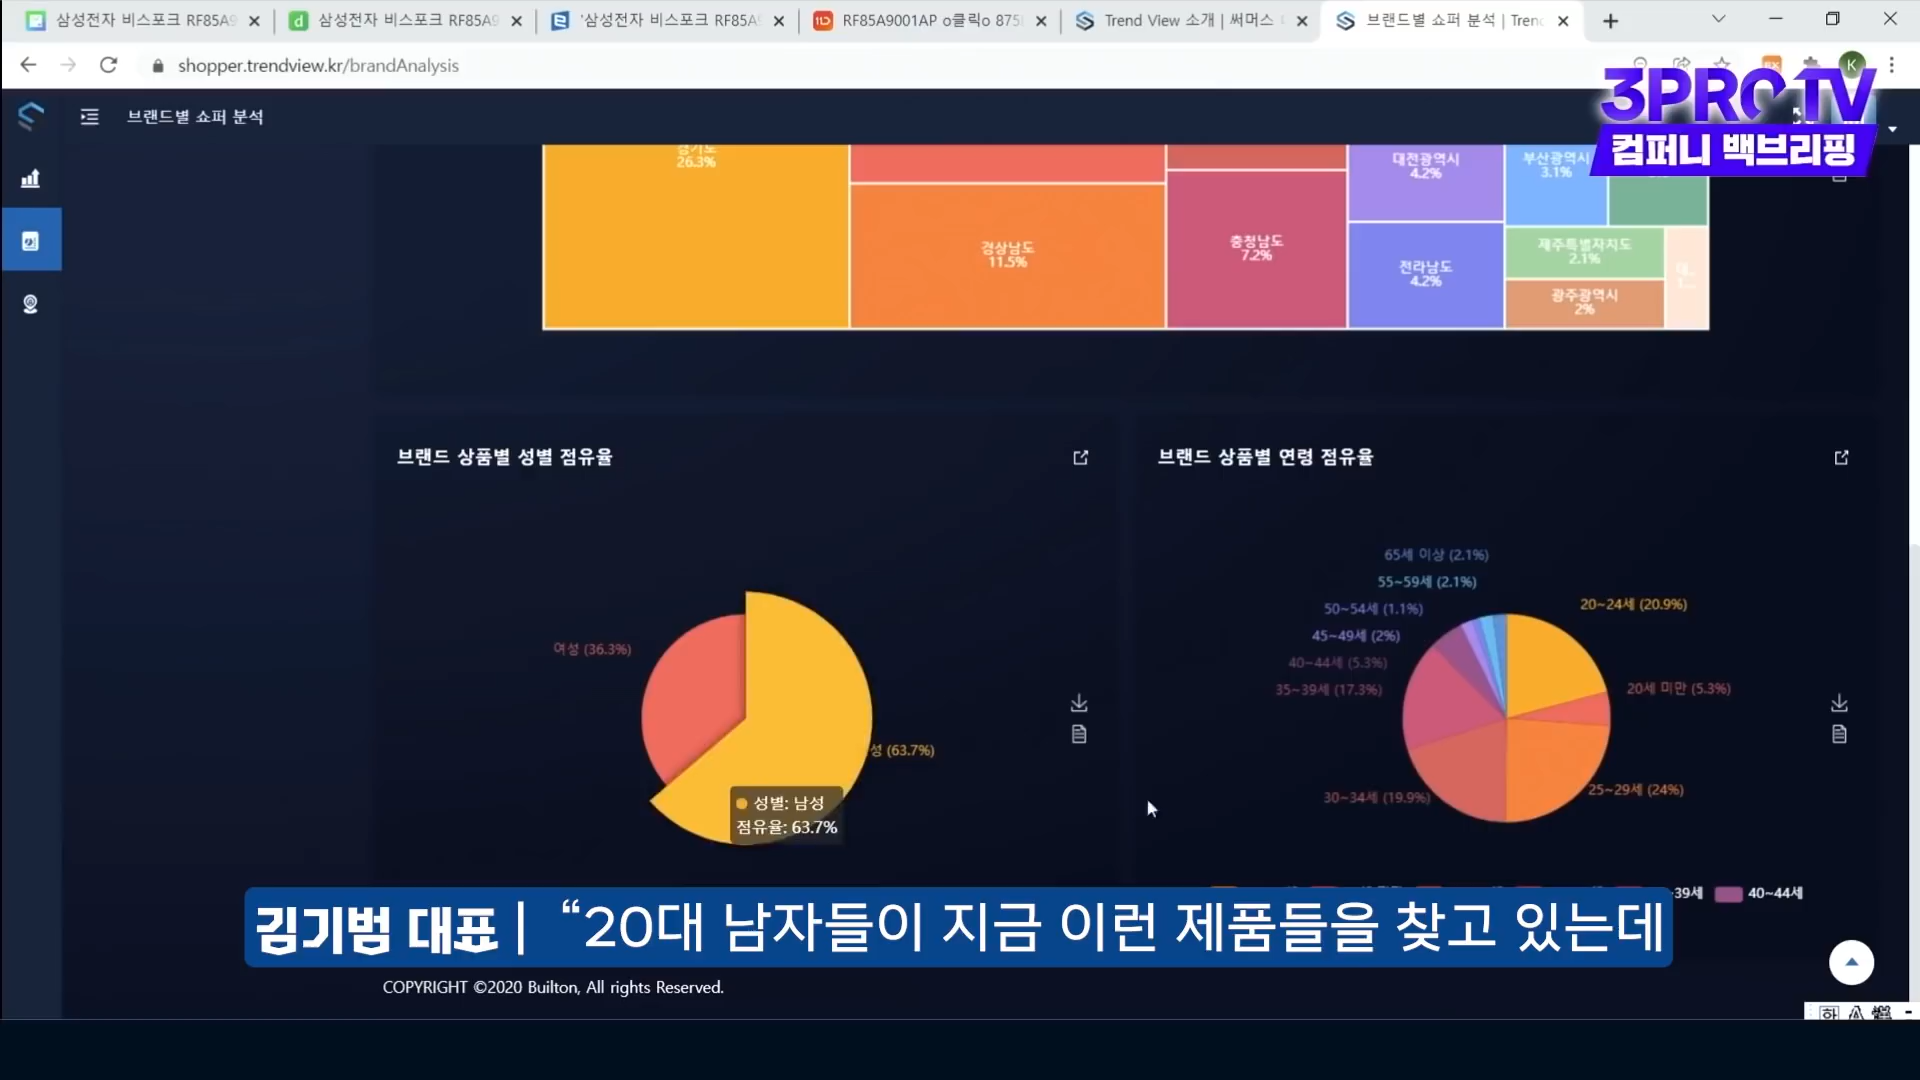 삼성전자 비스포크 RF85A9
삼성전자 비스포크 RF85A9
'삼성전자 비스포크 RF85A9
RF85A9001AP o클릭o 875
Trend View 소개 | 써머스
브랜드별 쇼퍼 분석 | Trend
shopper.trendview.kr/brandAnalysis
K
3PROTV
컴퍼니 백브리핑
브랜드별 쇼퍼 분석
경기도
26.3%
대전광역시
4.2%
부산광역시
3.1%
경상남도
11.5%
충청남도
7.2%
전라남도
4.2%
제주특별자치도
2.1%
광주광역시
2%
브랜드 상품별 성별 점유율
브랜드 상품별 연령 점유율
여성 (36.3%)
성 (63.7%)
성별: 남성
점유율: 63.7%
65세 이상 (2.1%)
55~59세 (2.1%)
50~54세 (1.1%)
45~49세 (2%)
40~44세 (5.3%)
35~39세 (17.3%)
30~34세 (19.9%)
20~24세 (20.9%)
20세 미만 (5.3%)
25~29세 (24%)
~39세
40~44세
김기범 대표 | “20대 남자들이 지금 이런 제품들을 찾고 있는데
COPYRIGHT ©2020 Builton, All rights Reserved.